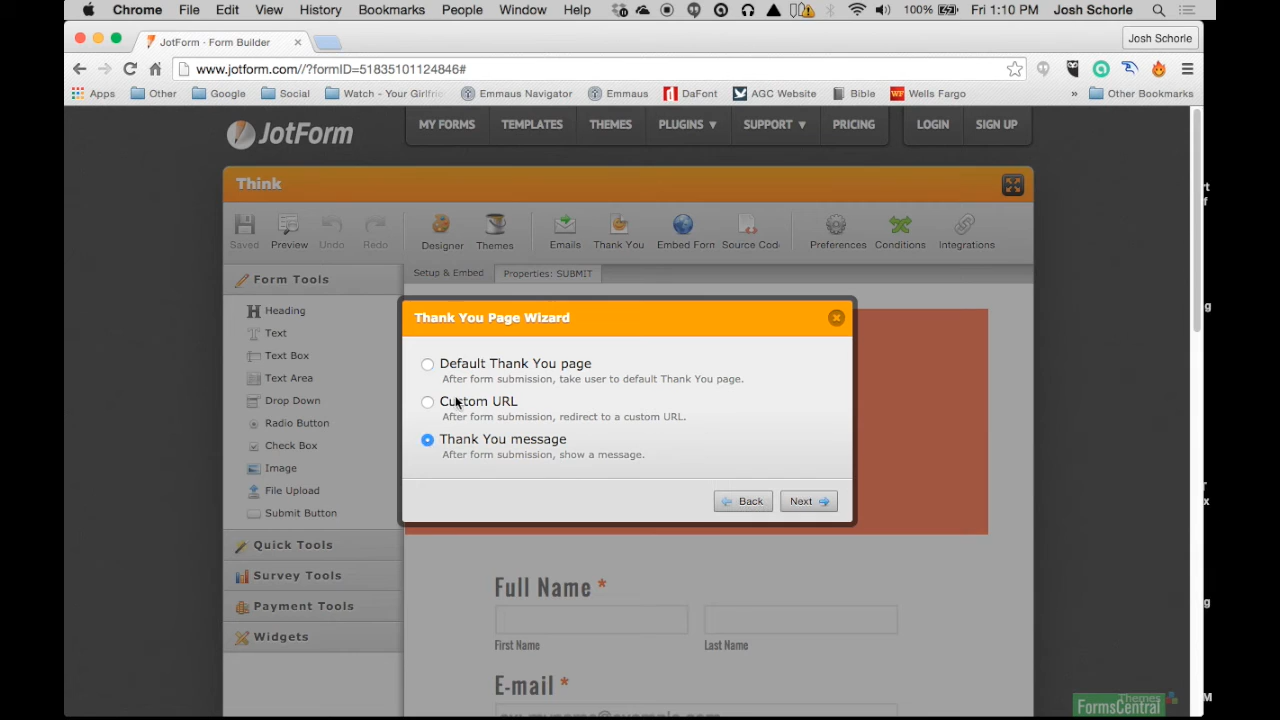 Chrome File Edit View History Bookmarks People Window Help 100% Fri 1:10 PM Josh Schorle
JotForm · Form Builder
Josh Schorle
www.jotform.com//?formID=51835101124846#
Apps Other Google Social Watch - Your Girlfri Emmaus Navigator Emmaus DaFont AGC Website Bible WF Wells Fargo » Other Bookmarks
JotForm MY FORMS TEMPLATES THEMES PLUGINS ▼ SUPPORT ▼ PRICING LOGIN SIGN UP
Think
Saved Preview Undo Redo Designer Themes Emails Thank You Embed Forn Source Cod Preferences Conditions Integrations
Form Tools
Setup & Embed Properties: SUBMIT
Heading
Text
Text Box
Text Area
Drop Down
Radio Button
Check Box
Image
File Upload
Submit Button
Quick Tools
Survey Tools
Payment Tools
Widgets
Thank You Page Wizard
Default Thank You page
After form submission, take user to default Thank You page.
Custom URL
After form submission, redirect to a custom URL.
Thank You message
After form submission, show a message.
Back Next
Full Name *
First Name Last Name
E-mail *
Themes
FormsCentral